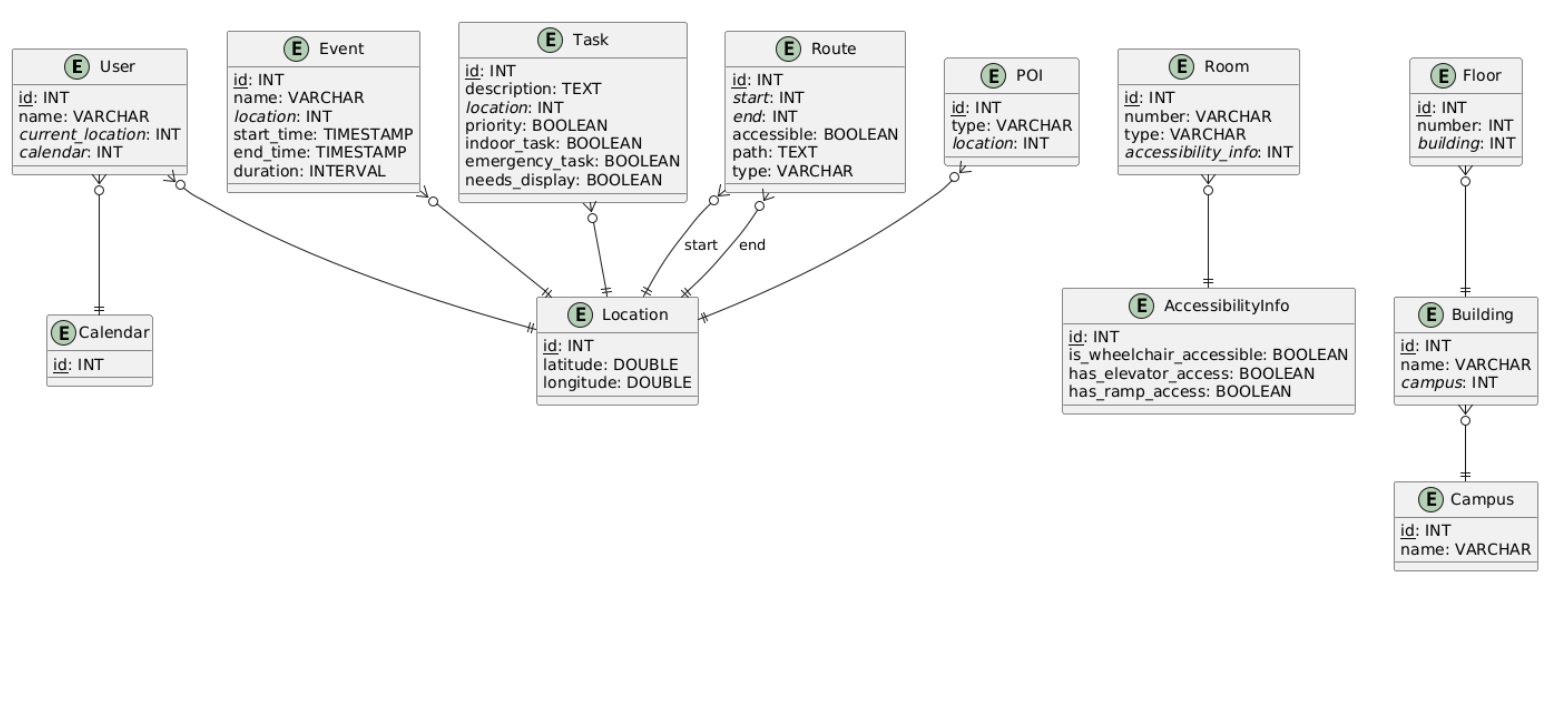 E User
id: INT
name: VARCHAR
current_location: INT
calendar: INT
E Event
id: INT
name: VARCHAR
location: INT
start_time: TIMESTAMP
end_time: TIMESTAMP
duration: INTERVAL
E Task
id: INT
description: TEXT
location: INT
priority: BOOLEAN
indoor_task: BOOLEAN
emergency_task: BOOLEAN
needs_display: BOOLEAN
E Route
id: INT
start: INT
end: INT
accessible: BOOLEAN
path: TEXT
type: VARCHAR
E POI
id: INT
type: VARCHAR
location: INT
E Room
id: INT
number: VARCHAR
type: VARCHAR
accessibility_info: INT
E Floor
id: INT
number: INT
building: INT
start
end
E Calendar
id: INT
E Location
id: INT
latitude: DOUBLE
longitude: DOUBLE
E AccessibilityInfo
id: INT
is_wheelchair_accessible: BOOLEAN
has_elevator_access: BOOLEAN
has_ramp_access: BOOLEAN
E Building
id: INT
name: VARCHAR
campus: INT
E Campus
id: INT
name: VARCHAR